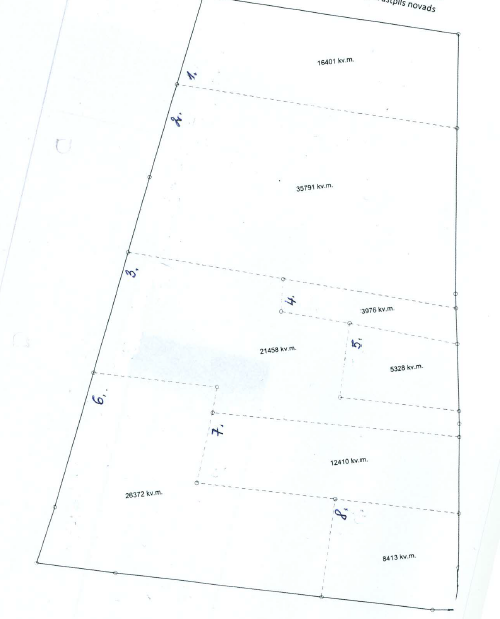 novads
16401 kv.m.
1.
2.
35791 kv.m.
3.
4.
3976 kv.m.
5.
21458 kv.m.
5328 kv.m.
6.
7.
12410 kv.m.
26372 kv.m.
8.
8413 kv.m.